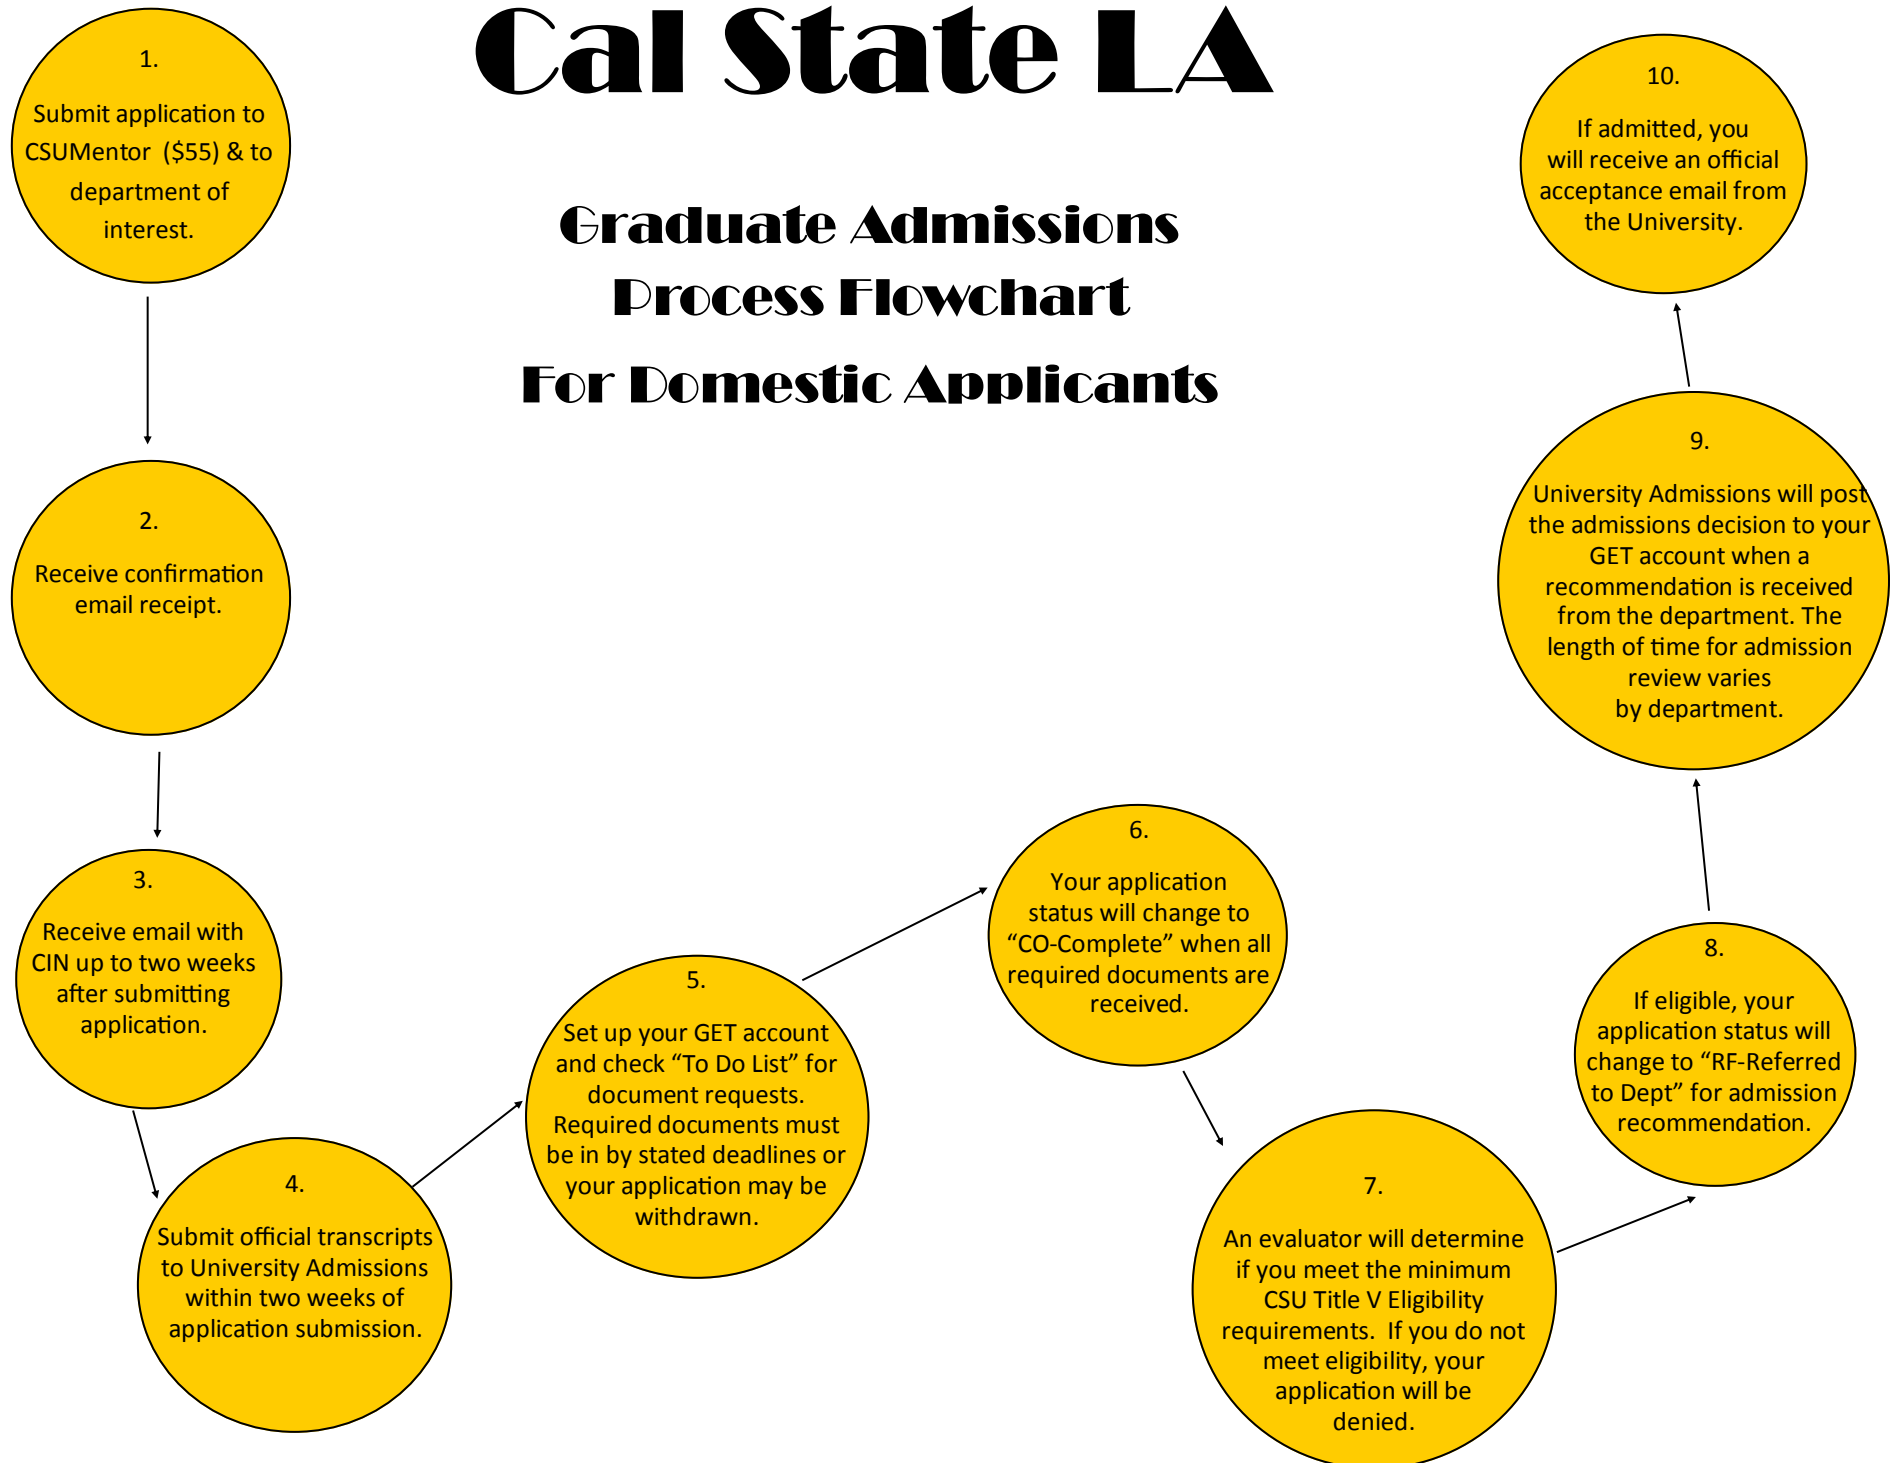 Cal State LA
Graduate Admissions
Process Flowchart
For Domestic Applicants
1.
Submit application to
CSUMentor  ($55) & to
department of
interest.
2.
Receive confirmation
email receipt.
3.
Receive email with
CIN up to two weeks
after submitting
application.
4.
Submit official transcripts
to University Admissions
within two weeks of
application submission.
5.
Set up your GET account
and check “To Do List” for
document requests.
Required documents must
be in by stated deadlines or
your application may be
withdrawn.
6.
Your application
status will change to
“CO-Complete” when all
required documents are
received.
7.
An evaluator will determine
if you meet the minimum
CSU Title V Eligibility
requirements.  If you do not
meet eligibility, your
application will be
denied.
8.
If eligible, your
application status will
change to “RF-Referred
to Dept” for admission
recommendation.
9.
University Admissions will post
the admissions decision to your
GET account when a
recommendation is received
from the department. The
length of time for admission
review varies
by department.
10.
If admitted, you
will receive an official
acceptance email from
the University.